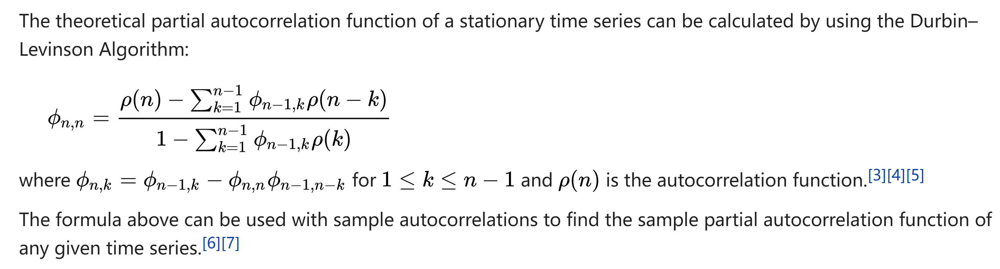 The theoretical partial autocorrelation function of a stationary time series can be calculated by using the Durbin–
Levinson Algorithm:
$\phi_{n,n} = \frac{\rho(n) - \sum_{k=1}^{n-1} \phi_{n-1,k}\rho(n-k)}{1 - \sum_{k=1}^{n-1} \phi_{n-1,k}\rho(k)}$
where $\phi_{n,k} = \phi_{n-1,k} - \phi_{n,n}\phi_{n-1,n-k}$ for $1 \leq k \leq n-1$ and $\rho(n)$ is the autocorrelation function.[3][4][5]
The formula above can be used with sample autocorrelations to find the sample partial autocorrelation function of
any given time series.[6][7]